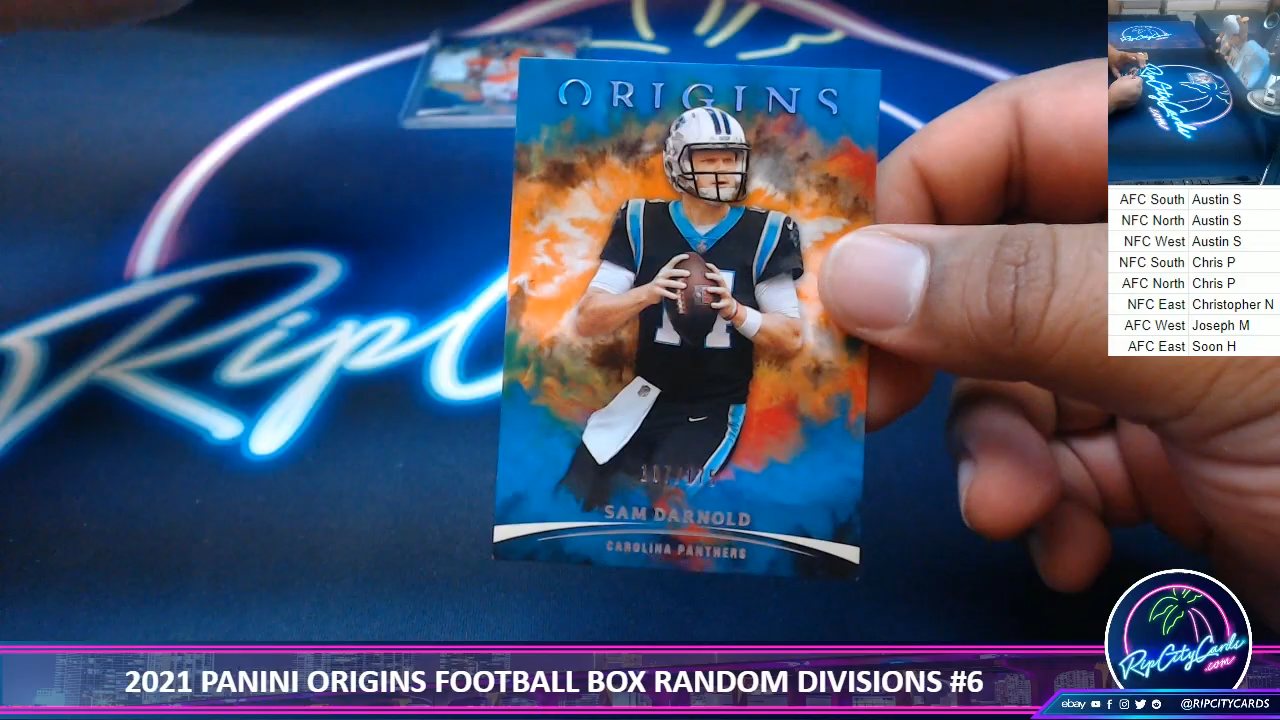 ORIGINS
SAM DARNOLD
CAROLINA PANTHERS
AFC South Austin S
NFC North Austin S
NFC West Austin S
NFC South Chris P
AFC North Chris P
NFC East Christopher N
AFC West Joseph M
AFC East Soon H
2021 PANINI ORIGINS FOOTBALL BOX RANDOM DIVISIONS #6
RipCityCards
.com
ebay @RIPCITYCARDS